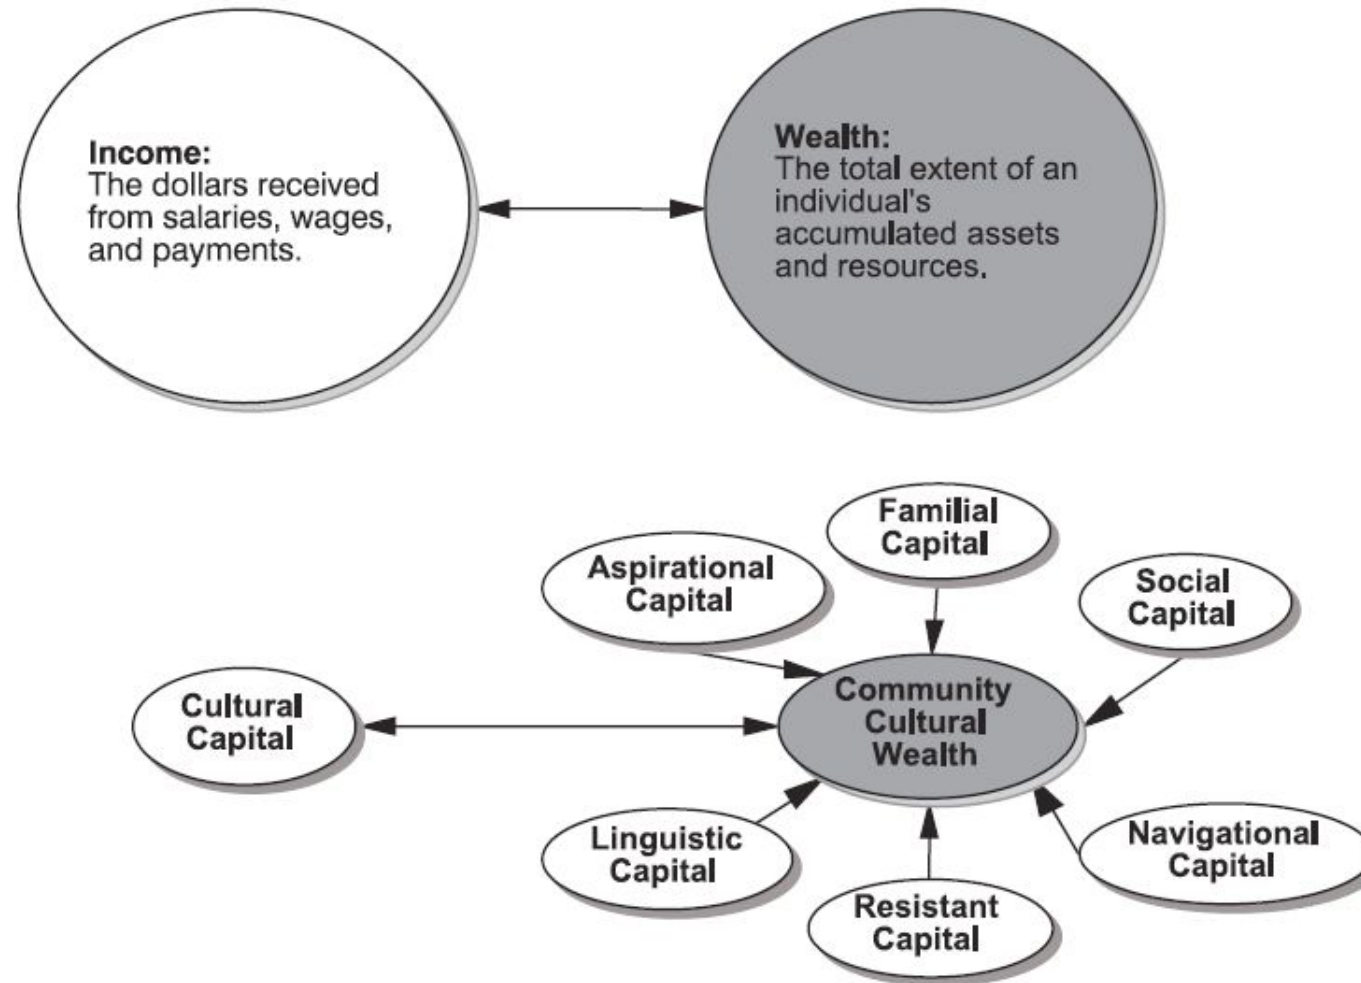 Income:
The dollars received
from salaries, wages,
and payments.
Wealth:
The total extent of an
individual's
accumulated assets
and resources.
Familial
Capital
Aspirational
Capital
Social
Capital
Cultural
Capital
Community
Cultural
Wealth
Linguistic
Capital
Navigational
Capital
Resistant
Capital